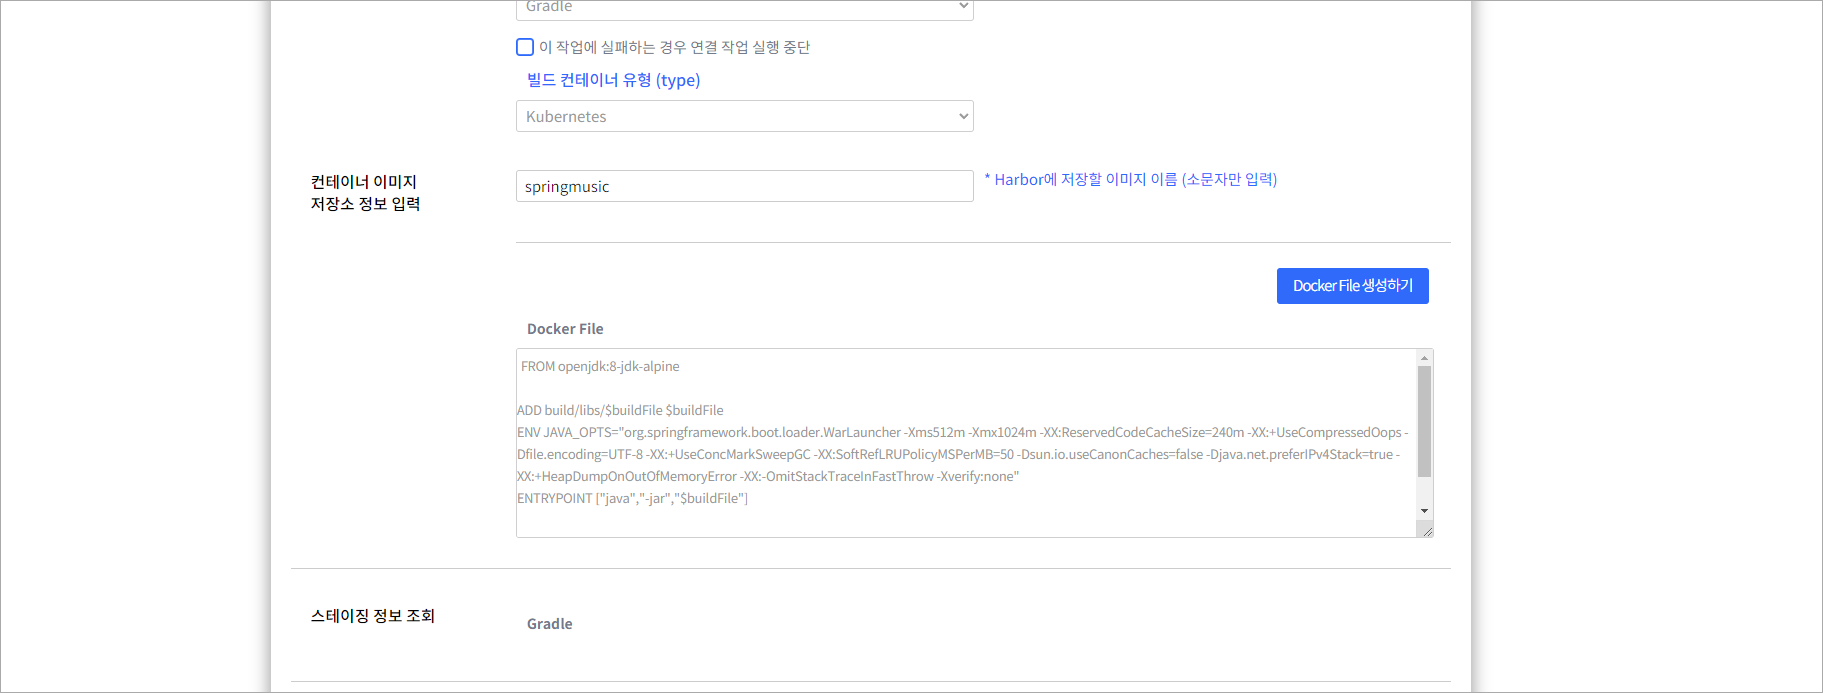 Gradle
이 작업에 실패하는 경우 연결 작업 실행 중단
빌드 컨테이너 유형 (type)
Kubernetes
컨테이너 이미지
저장소 정보 입력
springmusic
* Harbor에 저장할 이미지 이름 (소문자만 입력)
Docker File 생성하기
Docker File
FROM openjdk:8-jdk-alpine
ADD build/libs/$buildFile $buildFile
ENV JAVA_OPTS="org.springframework.boot.loader.WarLauncher -Xms512m -Xmx1024m -XX:ReservedCodeCacheSize=240m -XX:+UseCompressedOops -
Dfile.encoding=UTF-8 -XX:+UseConcMarkSweepGC -XX:SoftRefLRUPolicyMSPerMB=50 -Dsun.io.useCanonCaches=false -Djava.net.preferIPv4Stack=true -
XX:+HeapDumpOnOutOfMemoryError -XX:-OmitStackTraceInFastThrow -Xverify:none"
ENTRYPOINT ["java","-jar","$buildFile"]
스테이징 정보 조회
Gradle